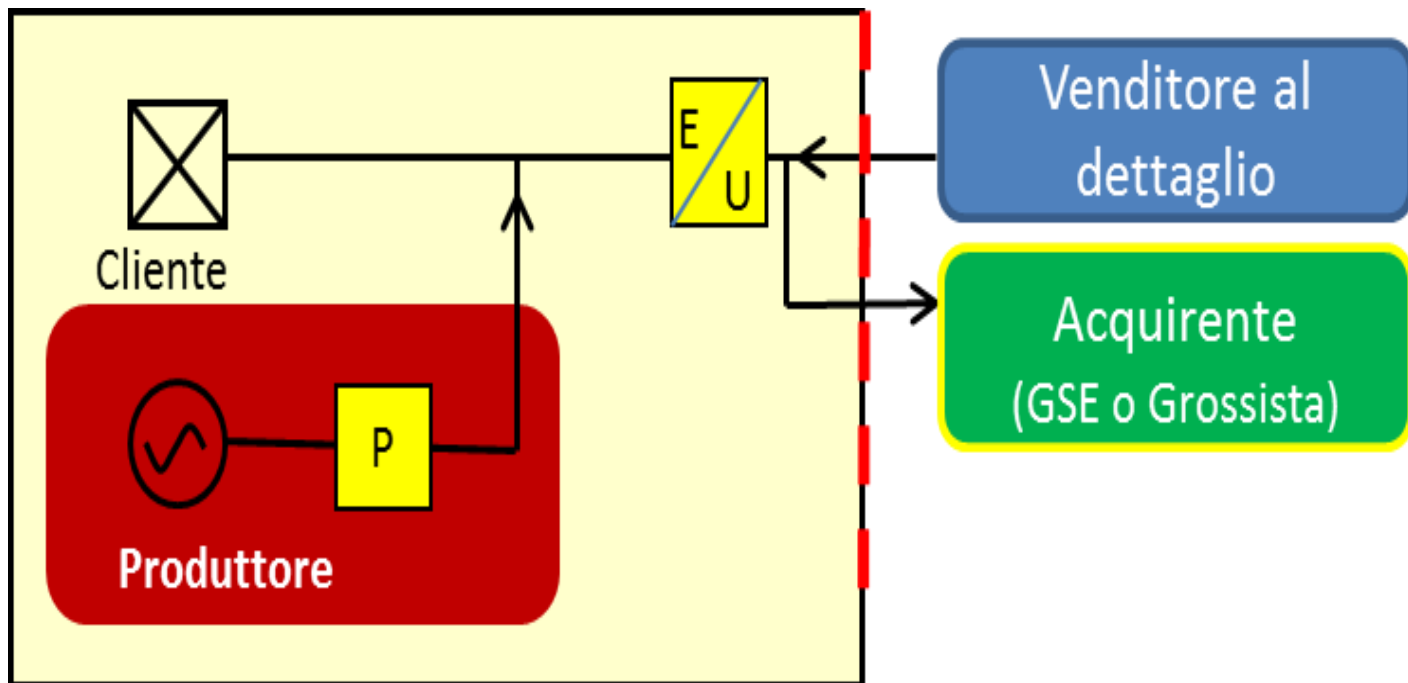 Venditore al
dettaglio
E
U
Cliente
Acquirente
(GSE o Grossista)
P
Produttore